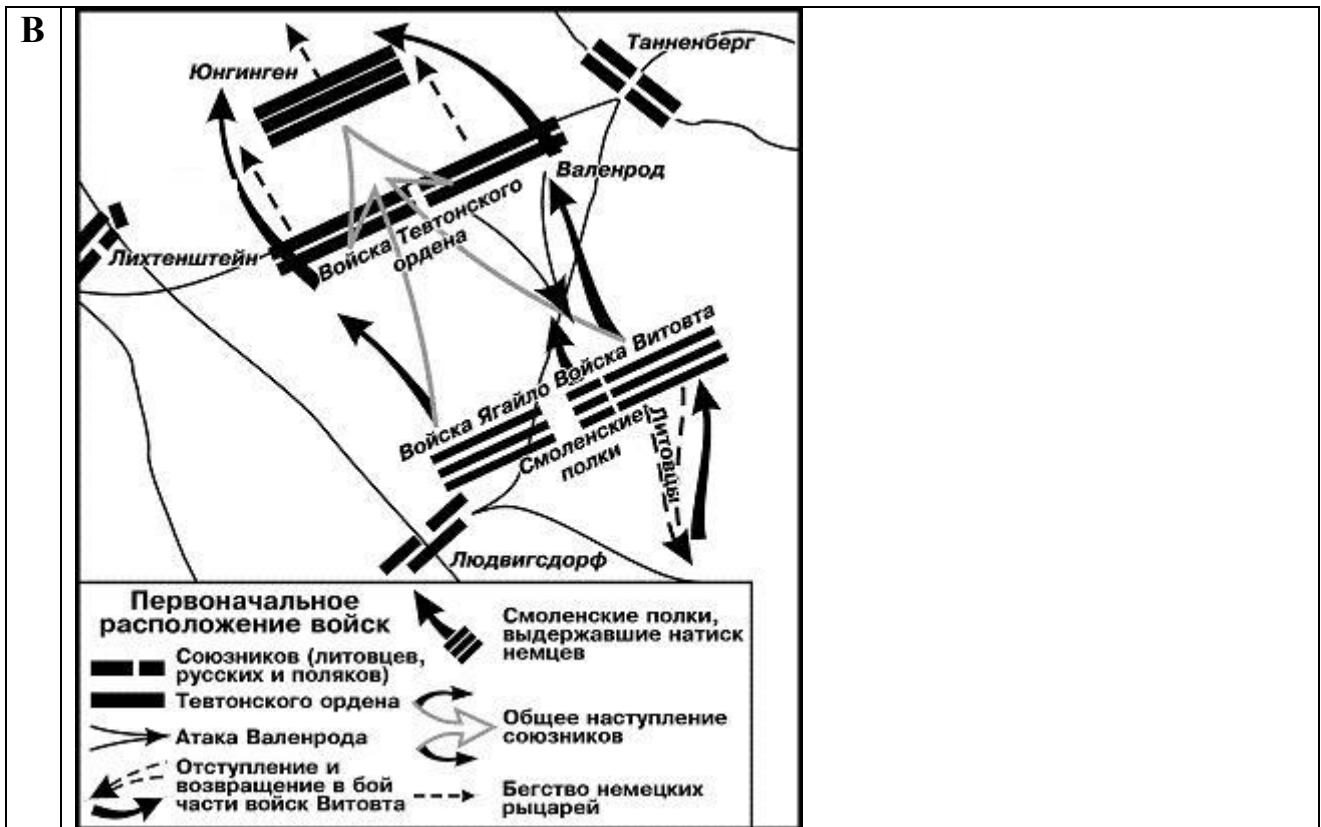 В
Танненберг
Юнгинген
Валенрод
Войска Тевтонского
ордена
Лихтенштейн
Войска Ягайло Войска Витовта
Смоленские
полки
Литовцы
Людвигсдорф
Первоначальное
расположение войск
Союзников (литовцев,
русских и поляков)
Тевтонского ордена
Атака Валенрода
Отступление и
возвращение в бой
части войск Витовта
Смоленские полки,
выдержавшие натиск
немцев
Общее наступление
союзников
Бегство немецких
рыцарей